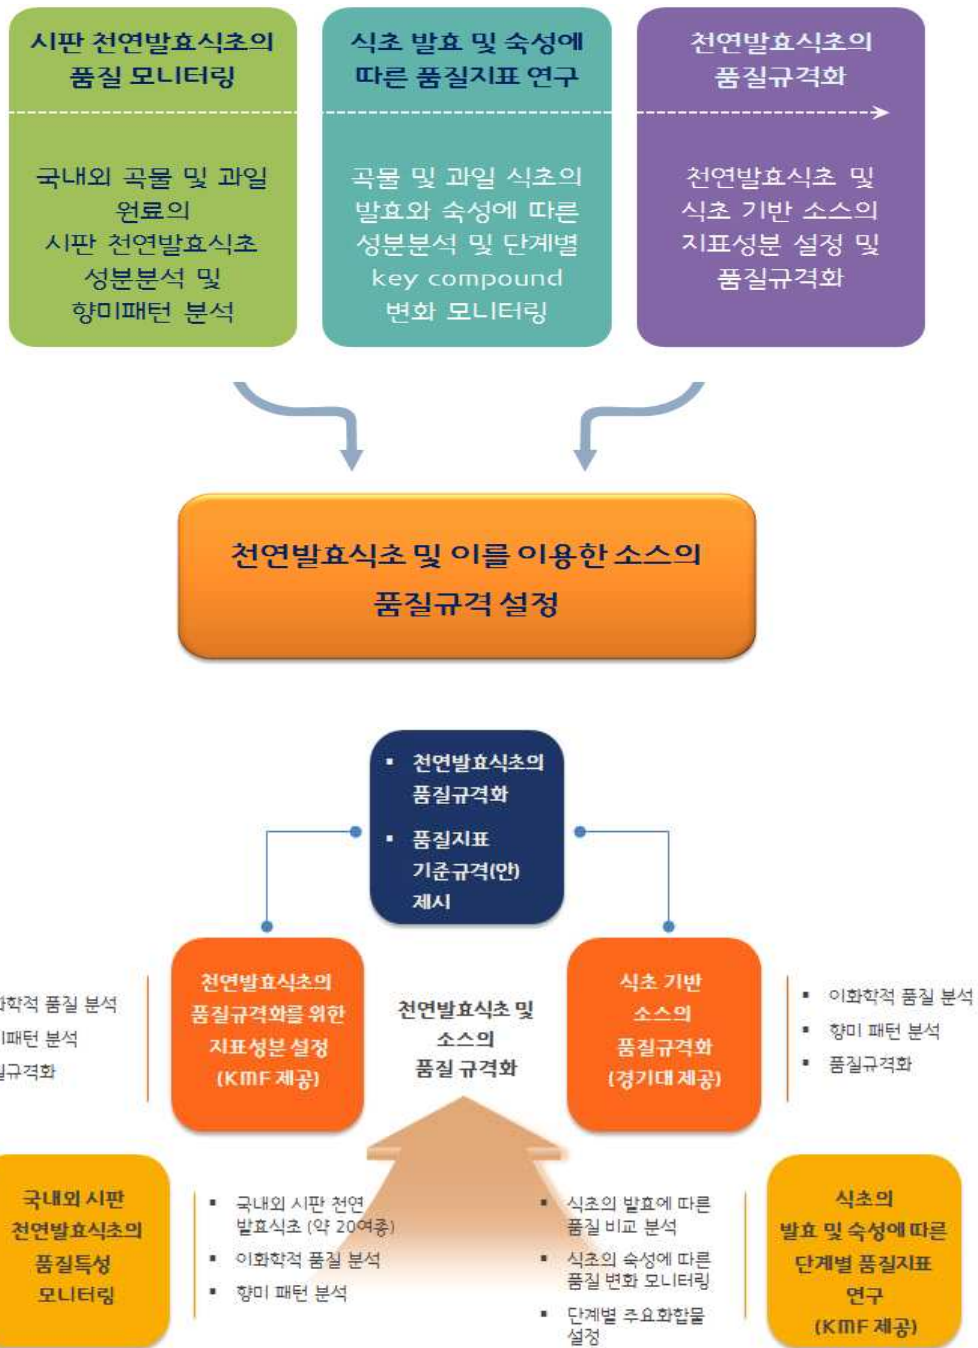 시판 천연발효식초의
품질 모니터링
국내외 곡물 및 과일
원료의
시판 천연발효식초
성분분석 및
향미패턴 분석
식초 발효 및 숙성에
따른 품질지표 연구
곡물 및 과일 식초의
발효와 숙성에 따른
성분분석 및 단계별
key compound
변화 모니터링
천연발효식초의
품질규격화
천연발효식초 및
식초 기반 소스의
지표성분 설정 및
품질규격화
천연발효식초 및 이를 이용한 소스의
품질규격 설정
▪ 천연발효식초의
품질규격화
▪ 품질지표
기준규격(안)
제시
화학적 품질 분석
미패턴 분석
질규격화
천연발효식초의
품질규격화를 위한
지표성분 설정
(KMF 제공)
천연발효식초 및
소스의
품질 규격화
식초 기반
소스의
품질규격화
(경기대 제공)
▪ 이화학적 품질 분석
▪ 향미 패턴 분석
▪ 품질규격화
국내외 시판
천연발효식초의
품질특성
모니터링
▪ 국내외 시판 천연
발효식초 (약 20여종)
▪ 이화학적 품질 분석
▪ 향미 패턴 분석
▪ 식초의 발효에 따른
품질 비교 분석
▪ 식초의 숙성에 따른
품질 변화 모니터링
▪ 단계별 주요화합물
설정
식초의
발효 및 숙성에 따른
단계별 품질지표
연구
(KMF 제공)